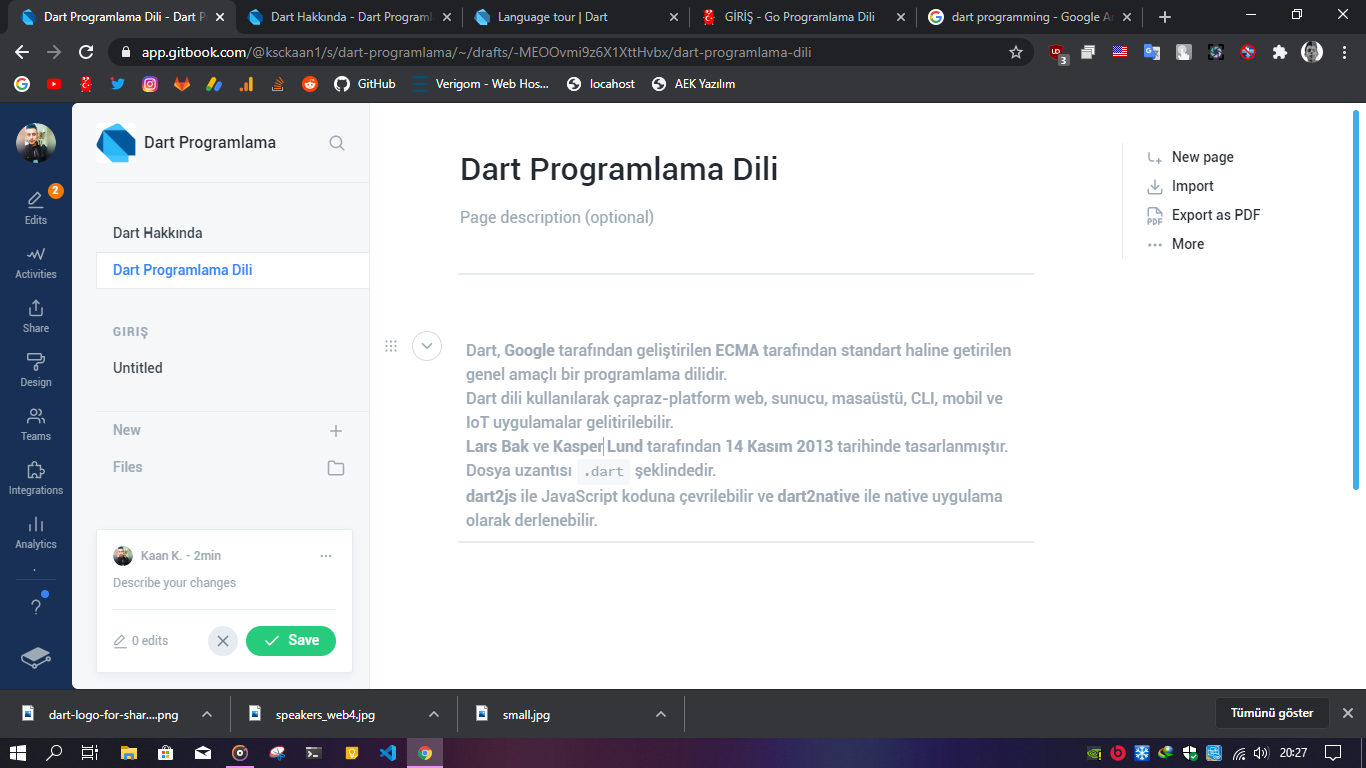 Dart Programlama Dili - Dart P
Dart Hakkında - Dart Programl
Language tour | Dart
GİRİŞ - Go Programlama Dili
dart programming - Google A
app.gitbook.com/@ksckaan1/s/dart-programlama/~/drafts/-MEOOvmi9z6X1XttHvbx/dart-programlama-dili
3
GitHub
Verigom - Web Hos...
locahost
AEK Yazılım
Dart Programlama
2
Edits
Activities
Share
Design
Teams
Integrations
Analytics
?
Dart Hakkında
Dart Programlama Dili
GIRIŞ
Untitled
New
Files
Kaan K. - 2min
Describe your changes
0 edits
Save
Dart Programlama Dili
Page description (optional)
Dart, Google tarafından geliştirilen ECMA tarafından standart haline getirilen
genel amaçlı bir programlama dilidir.
Dart dili kullanılarak çapraz-platform web, sunucu, masaüstü, CLI, mobil ve
IoT uygulamalar gelitirilebilir.
Lars Bak ve Kasper Lund tarafından 14 Kasım 2013 tarihinde tasarlanmıştır.
Dosya uzantısı .dart şeklindedir.
dart2js ile JavaScript koduna çevrilebilir ve dart2native ile native uygulama
olarak derlenebilir.
New page
Import
PDF
Export as PDF
More
dart-logo-for-shar....png
speakers_web4.jpg
small.jpg
Tümünü göster
20:27